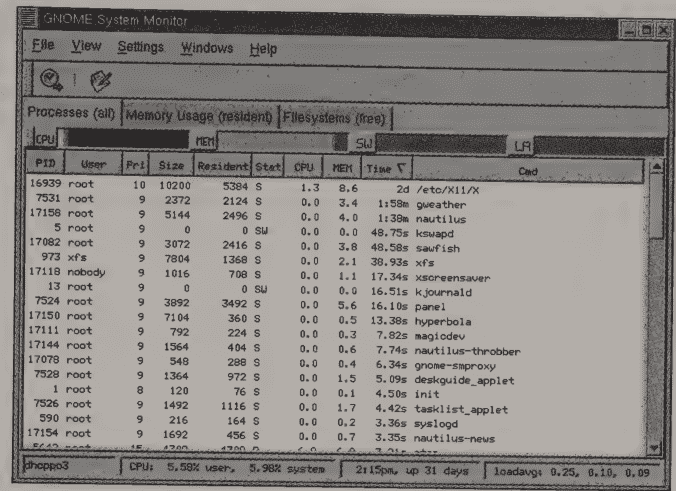 GNOME System Monitor
File View Settings Windows Help
Processes (all) Memory Usage (resident) Filesystems (free)
CPU MEM SW LA
PID User Pri Size Resident Stat CPU MEM Time Cmd
16939 root 10 10200 5384 S 1.3 8.6 2d /etc/X11/X
7531 root 9 2372 2124 S 0.0 3.4 1:58m gweather
17158 root 9 5144 2496 S 0.0 4.0 1:38m nautilus
5 root 9 0 0 SW 0.0 0.0 48.75s kswapd
17082 root 9 3072 2416 S 0.0 3.8 48.58s sawfish
973 xfs 9 7804 1368 S 0.0 2.1 38.93s xfs
17118 nobody 9 1016 708 S 0.0 1.1 17.34s xscreensaver
13 root 9 0 0 SW 0.0 0.0 16.51s kjournald
7524 root 9 3892 3492 S 0.0 5.6 16.10s panel
17150 root 9 7104 360 S 0.0 0.5 13.38s hyperbola
17111 root 9 792 224 S 0.0 0.3 7.82s magicdev
17144 root 9 1564 404 S 0.0 0.6 7.74s nautilus-throbber
17078 root 9 548 288 S 0.0 0.4 6.34s gnome-smproxy
7528 root 9 1364 972 S 0.0 1.5 5.09s deskguide_applet
1 root 8 120 76 S 0.0 0.1 4.50s init
7526 root 9 1492 1116 S 0.0 1.7 4.42s tasklist_applet
590 root 9 216 164 S 0.0 0.2 3.36s syslogd
17154 root 9 1692 456 S 0.0 0.7 3.35s nautilus-news
dhoppo3 CPU: 5.58% user, 5.98% system 2:15pm, up 31 days loadavg: 0.25, 0.10, 0.09